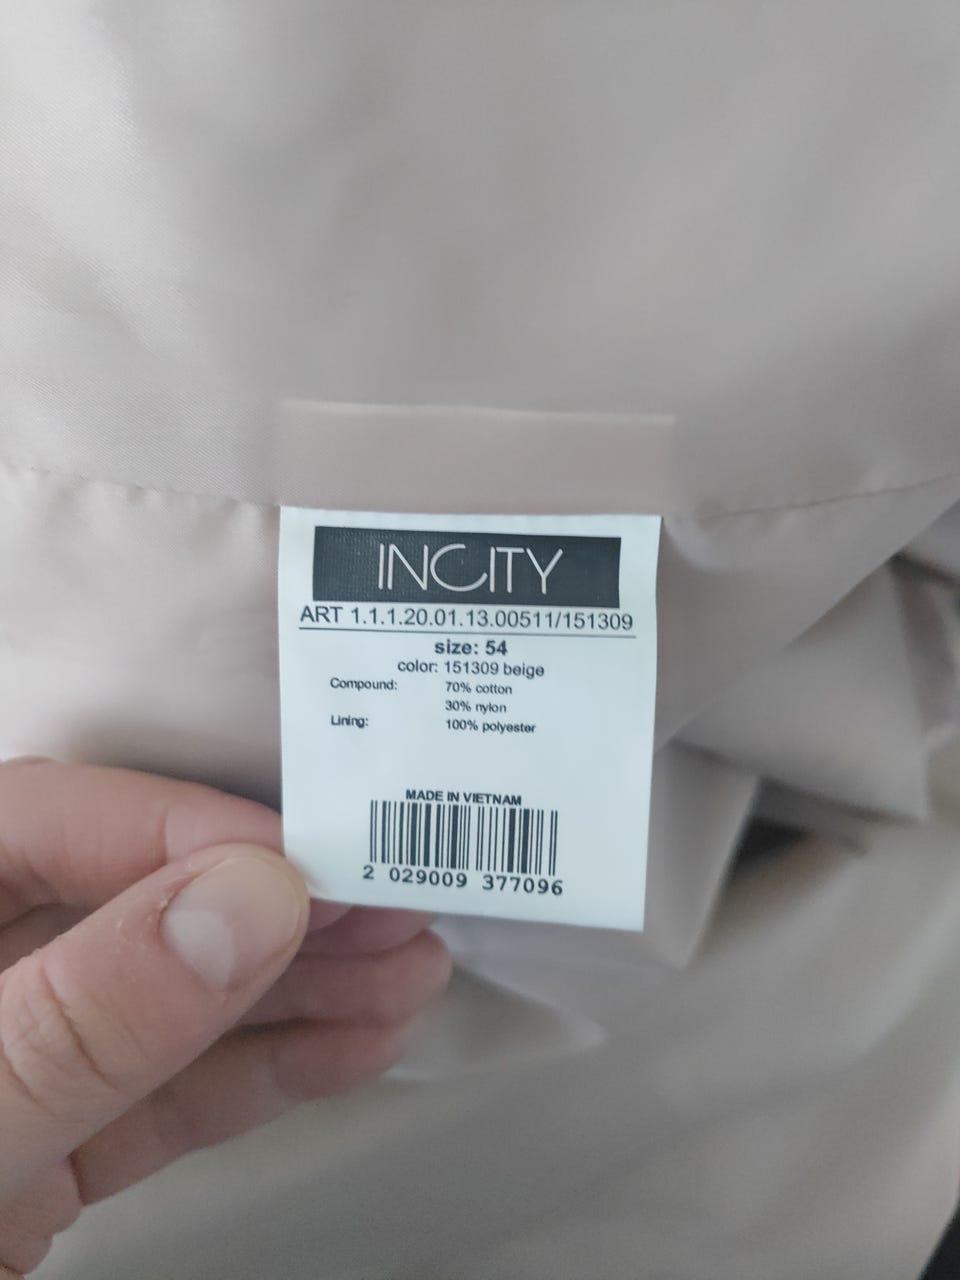 INCITY
ART 1.1.1.20.01.13.00511/151309
size: 54
color: 151309 beige
Compound: 70% cotton
30% nylon
Lining: 100% polyester
MADE IN VIETNAM
2 029009 377096